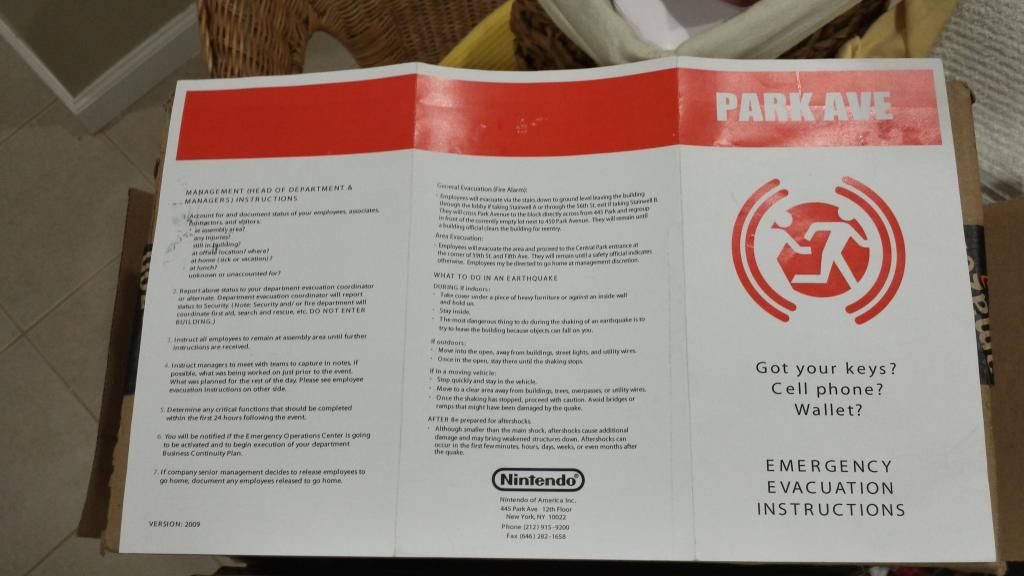 MANAGEMENT (HEAD OF DEPARTMENT &
MANAGERS) INSTRUCTIONS
1. Account for and document status of your employees, associates,
contractors, and visitors:
at assembly area?
any injuries?
still in building?
at offsite location? where?
at home (sick or vacation)?
at lunch?
unknown or unaccounted for?
2. Report above status to your department evacuation coordinator
or alternate. Department evacuation coordinator will report
status to Security. (Note: Security and/ or fire department will
coordinate first aid, search and rescue, etc. DO NOT ENTER
BUILDING.)
3. Instruct all employees to remain at assembly area until further
instructions are received.
4. Instruct managers to meet with teams to capture in notes, if
possible, what was being worked on just prior to the event.
What was planned for the rest of the day. Please see employee
evacuation instructions on other side.
5. Determine any critical functions that should be completed
within the first 24 hours following the event.
6. You will be notified if the Emergency Operations Center is going
to be activated and to begin execution of your department
Business Continuity Plan.
7. If company senior management decides to release employees to
go home, document any employees released to go home.
VERSION: 2009
General Evacuation (Fire Alarm):
· Employees will evacuate via the stairs down to ground level leaving the building
through the lobby if taking Stairwell A or through the 56th St. exit if taking Stairwell B.
They will cross Park Avenue to the block directly across from 445 Park and regroup
in front of the currently empty lot next to 450 Park Avenue. They will remain until
a building official clears the building for reentry.
Area Evacuation:
· Employees will evacuate the area and proceed to the Central Park entrance at
the corner of 59th St. and Fifth Ave. They will remain until a safety official indicates
otherwise. Employees my be directed to go home at management discretion.
WHAT TO DO IN AN EARTHQUAKE
DURING If indoors:
· Take cover under a piece of heavy furniture or against an inside wall
and hold us.
· Stay inside.
· The most dangerous thing to do during the shaking of an earthquake is to
try to leave the building because objects can fall on you.
If outdoors:
· Move into the open, away from buildings, street lights, and utility wires.
· Once in the open, stay there until the shaking stops.
If in a moving vehicle:
· Stop quickly and stay in the vehicle.
· Move to a clear area away from buildings, trees, overpasses, or utility wires.
· Once the shaking has stopped, proceed with caution. Avoid bridges or
ramps that might have been damaged by the quake.
AFTER Be prepared for aftershocks.
· Although smaller than the main shock, aftershocks cause additional
damage and may bring weakened structures down. Aftershocks can
occur in the first few minutes, hours, days, weeks, or even months after
the quake.
Nintendo®
Nintendo of America Inc.
445 Park Ave 12th Floor
New York, NY 10022
Phone (212) 915-9200
Fax (646) 282-1658
PARK AVE
Got your keys?
Cell phone?
Wallet?
EMERGENCY
EVACUATION
INSTRUCTIONS